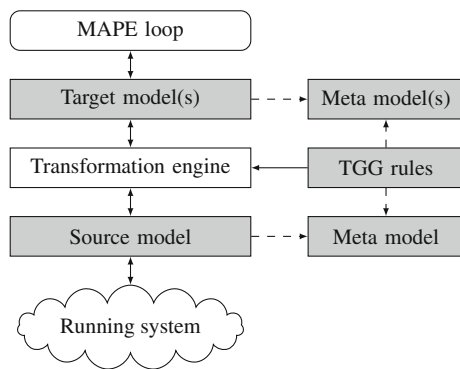 MAPE loop
Target model(s)
Meta model(s)
Transformation engine
TGG rules
Source model
Meta model
Running system